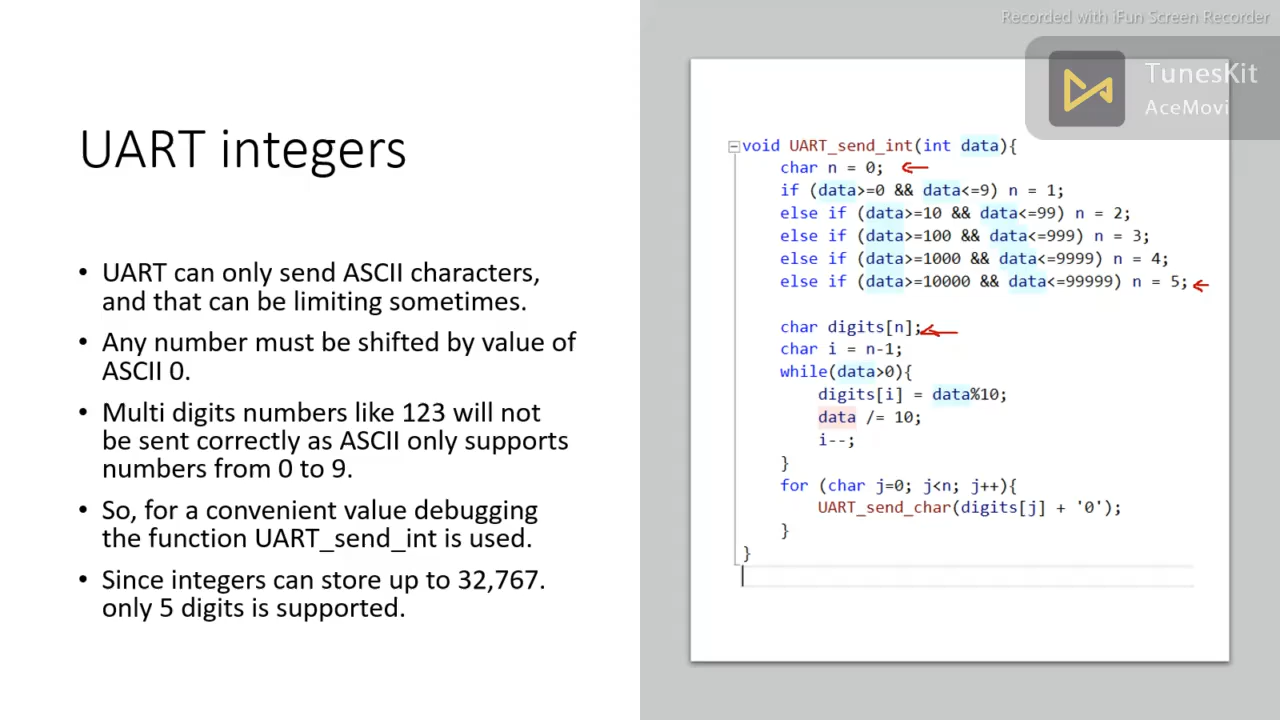 Recorded with iFun Screen Recorder
TunesKit
AceMovi
UART integers
• UART can only send ASCII characters,
and that can be limiting sometimes.
• Any number must be shifted by value of
ASCII 0.
• Multi digits numbers like 123 will not
be sent correctly as ASCII only supports
numbers from 0 to 9.
• So, for a convenient value debugging
the function UART_send_int is used.
• Since integers can store up to 32,767.
only 5 digits is supported.
void UART_send_int(int data){
char n = 0;
if (data>=0 && data<=9) n = 1;
else if (data>=10 && data<=99) n = 2;
else if (data>=100 && data<=999) n = 3;
else if (data>=1000 && data<=9999) n = 4;
else if (data>=10000 && data<=99999) n = 5;
char digits[n];
char i = n-1;
while(data>0){
digits[i] = data%10;
data /= 10;
i--;
}
for (char j=0; j<n; j++){
UART_send_char(digits[j] + '0');
}
}